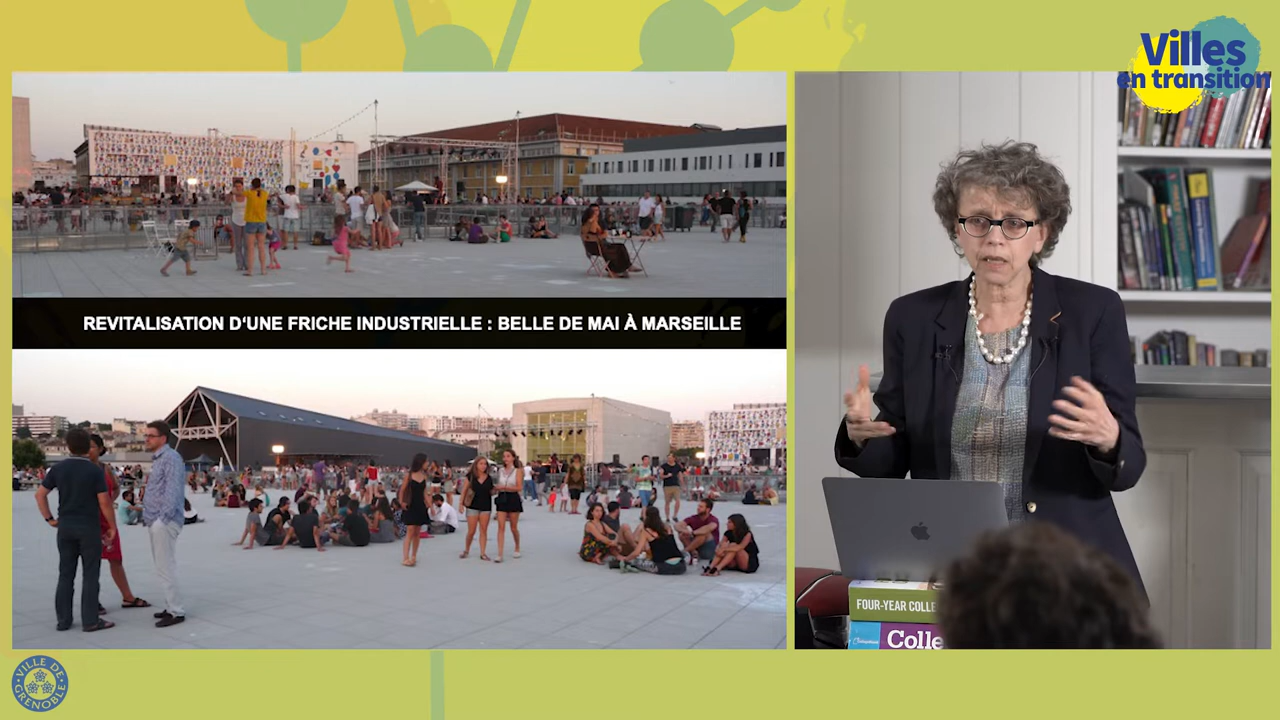 Villes
en transition
REVITALISATION D'UNE FRICHE INDUSTRIELLE : BELLE DE MAI À MARSEILLE
FOUR-YEAR COLLE
Colle
VILLE DE
GRENOBLE